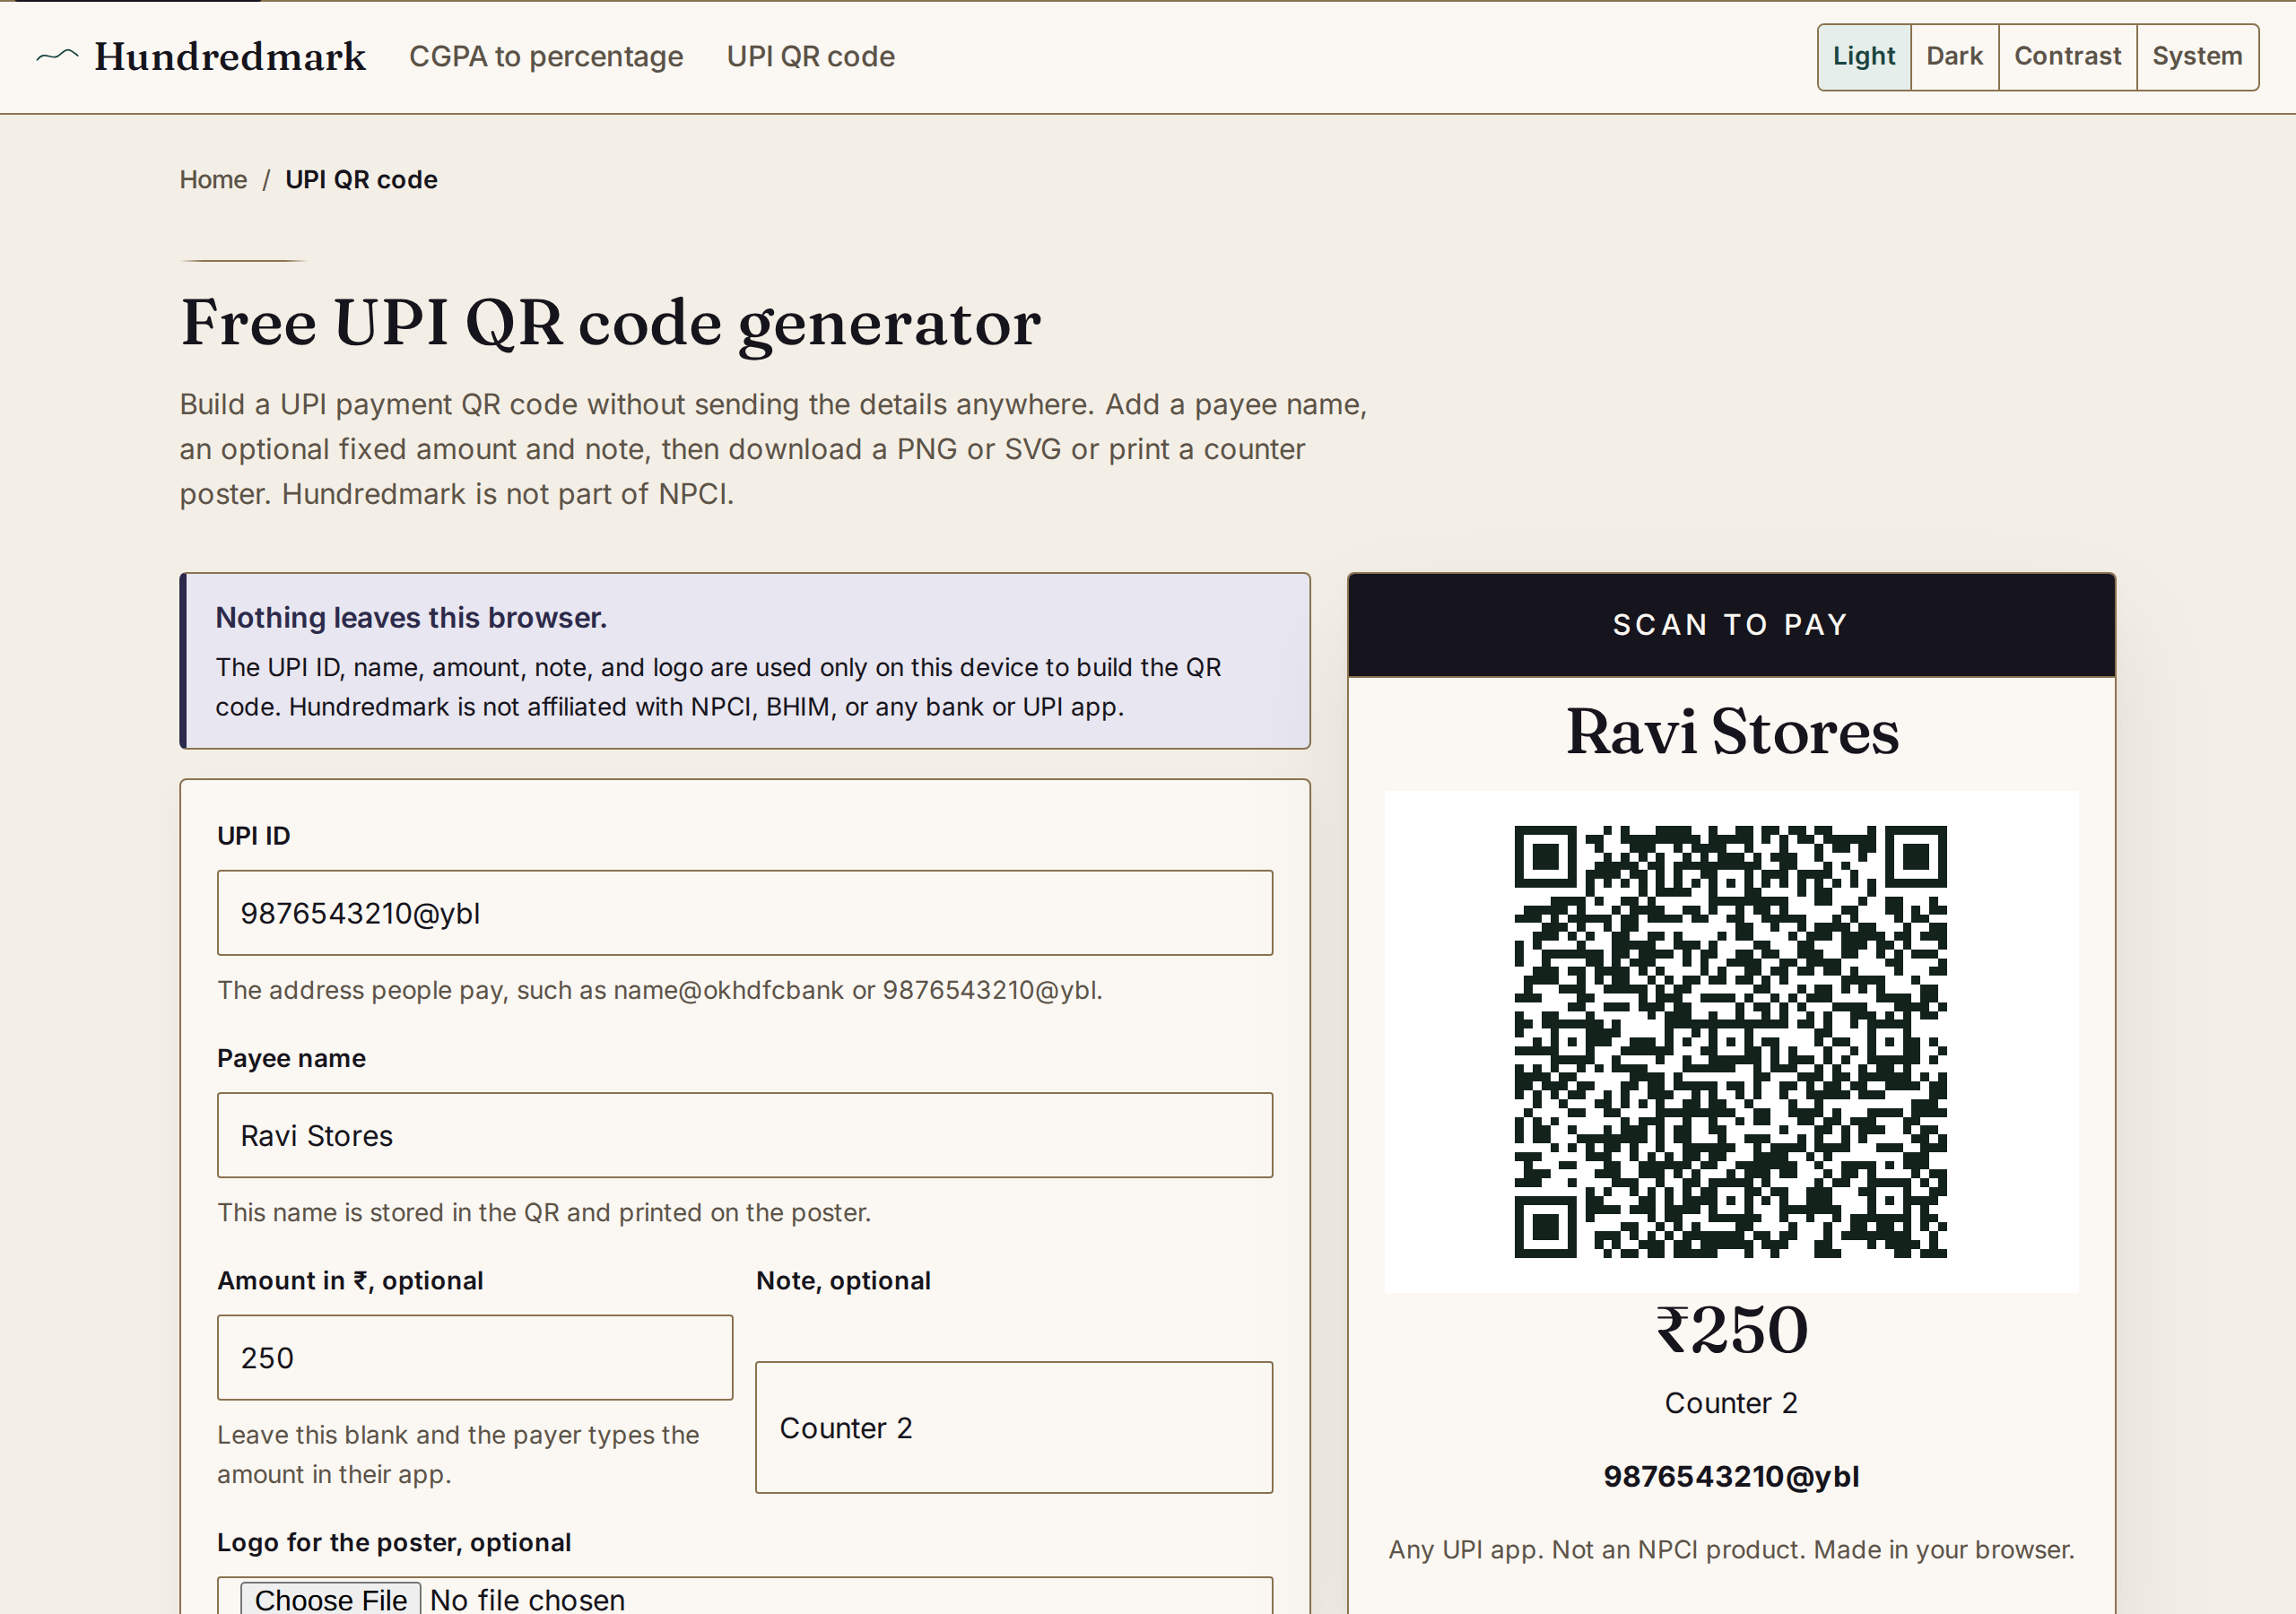 Hundredmark
CGPA to percentage
UPI QR code
Light
Dark
Contrast
System
Home / UPI QR code
Free UPI QR code generator
Build a UPI payment QR code without sending the details anywhere. Add a payee name,
an optional fixed amount and note, then download a PNG or SVG or print a counter
poster. Hundredmark is not part of NPCI.
Nothing leaves this browser.
The UPI ID, name, amount, note, and logo are used only on this device to build the QR
code. Hundredmark is not affiliated with NPCI, BHIM, or any bank or UPI app.
UPI ID
9876543210@ybl
The address people pay, such as name@okhdfcbank or 9876543210@ybl.
Payee name
Ravi Stores
This name is stored in the QR and printed on the poster.
Amount in ₹, optional
250
Leave this blank and the payer types the
amount in their app.
Note, optional
Counter 2
Logo for the poster, optional
Choose File No file chosen
SCAN TO PAY
Ravi Stores
₹250
Counter 2
9876543210@ybl
Any UPI app. Not an NPCI product. Made in your browser.